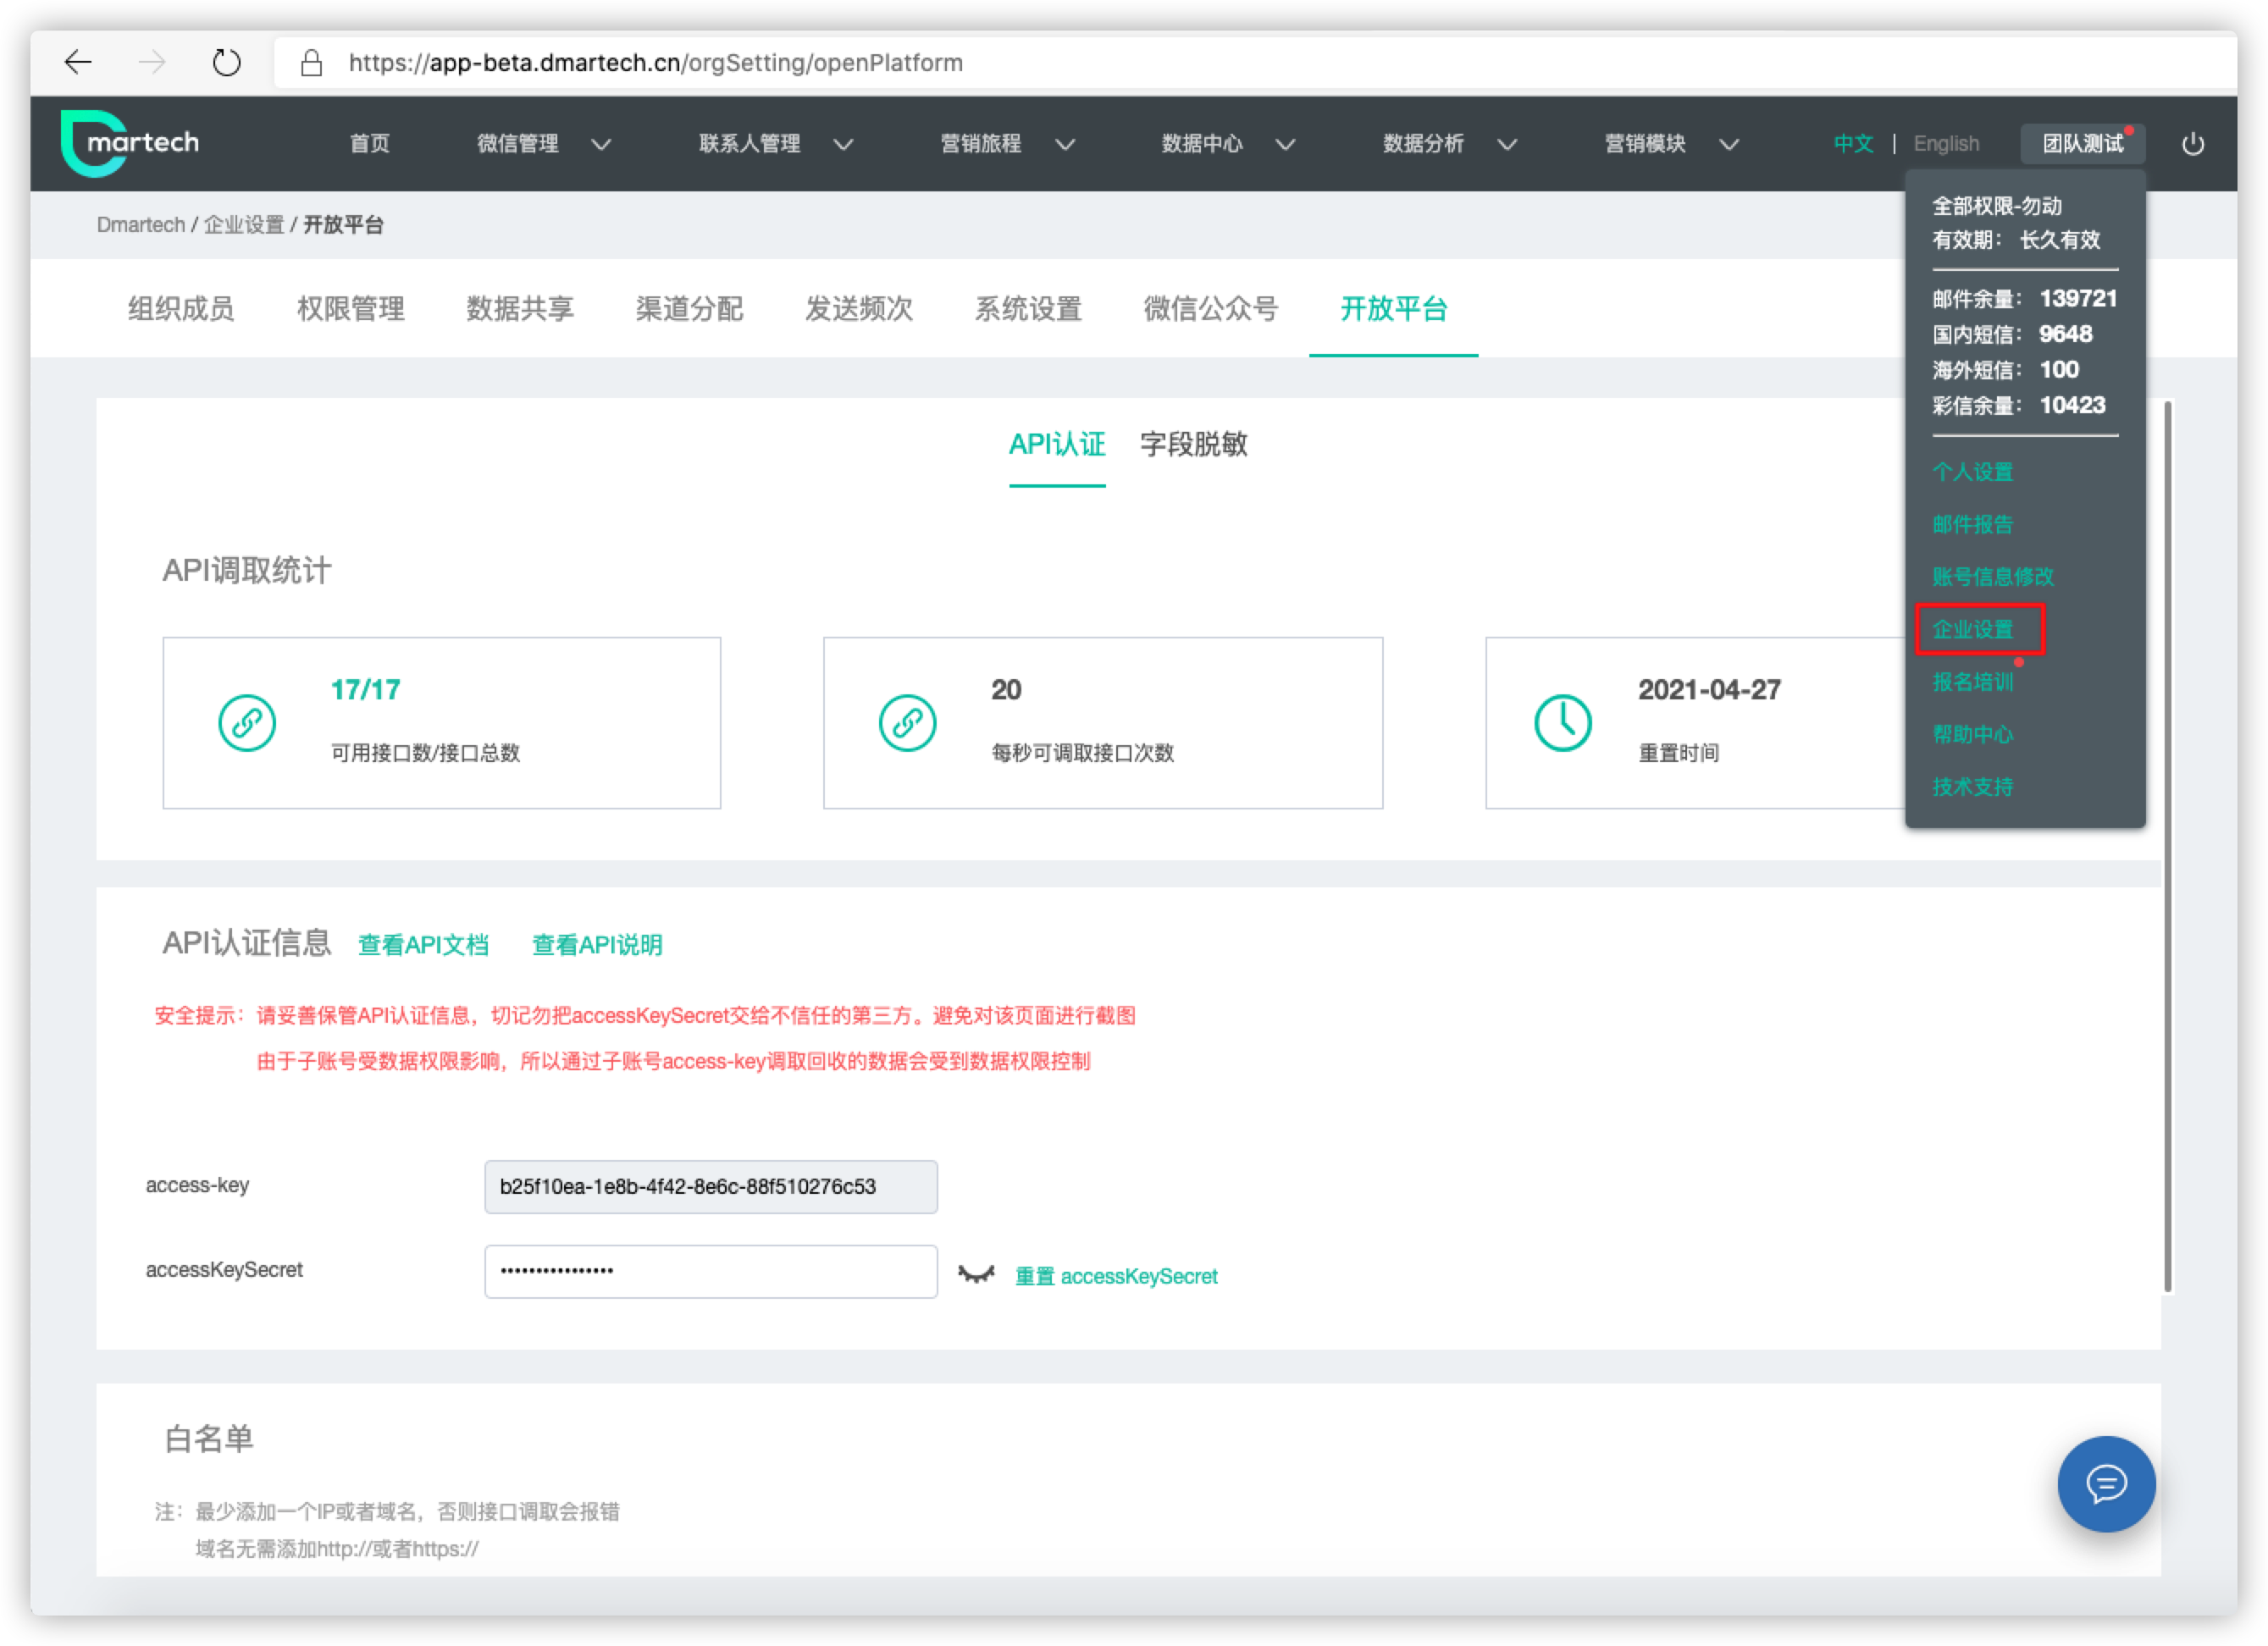 https://app-beta.dmartech.cn/orgSetting/openPlatform
martech
首页
微信管理
联系人管理
营销旅程
数据中心
数据分析
营销模块
中文 | English
团队测试
Dmartech / 企业设置 / 开放平台
全部权限-勿动
有效期： 长久有效
邮件余量： 139721
国内短信： 9648
海外短信： 100
彩信余量： 10423
个人设置
邮件报告
账号信息修改
企业设置
报名培训
帮助中心
技术支持
组织成员
权限管理
数据共享
渠道分配
发送频次
系统设置
微信公众号
开放平台
API认证
字段脱敏
API调取统计
17/17
可用接口数/接口总数
20
每秒可调取接口次数
2021-04-27
重置时间
API认证信息
查看API文档
查看API说明
安全提示：请妥善保管API认证信息，切记勿把accessKeySecret交给不信任的第三方。避免对该页面进行截图
由于子账号受数据权限影响，所以通过子账号access-key调取回收的数据会受到数据权限控制
access-key
b25f10ea-1e8b-4f42-8e6c-88f510276c53
accessKeySecret
••••••••••••••••
重置 accessKeySecret
白名单
注： 最少添加一个IP或者域名，否则接口调取会报错
域名无需添加http://或者https://